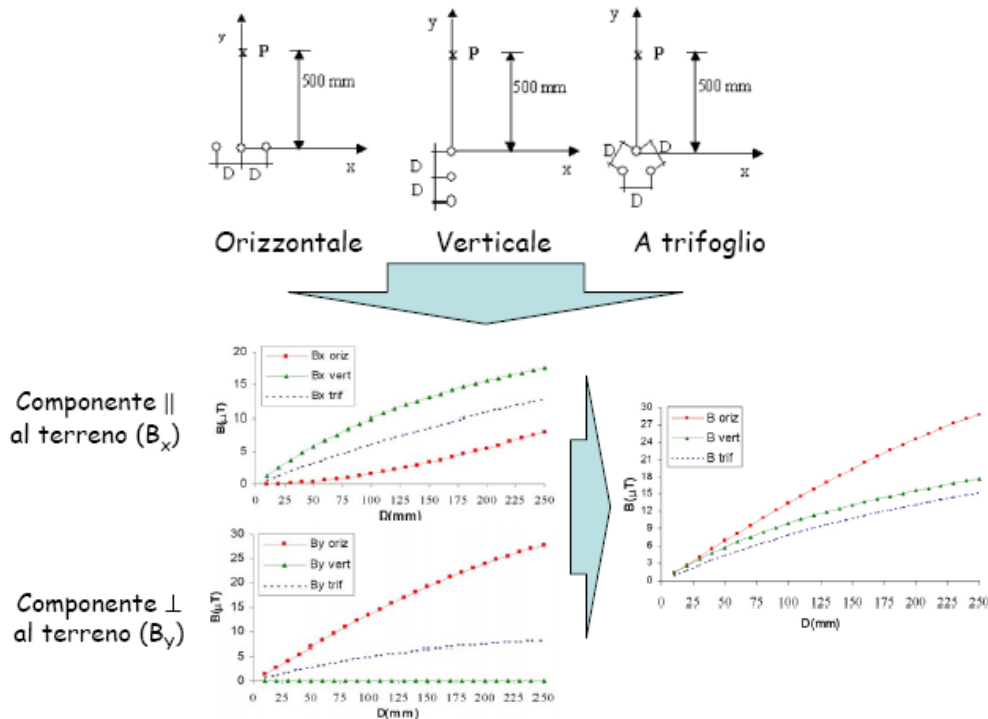 y
x P
500 mm
x
D D
y
x P
500 mm
D
D
x
y
x P
500 mm
D D
x
D
Orizzontale
Verticale
A trifoglio
Componente ||
al terreno (Bx)
20
15
10
5
0
B(μT)
Bx oriz
Bx vert
Bx trif
0 25 50 75 100 125 150 175 200 225 250
D(mm)
Componente ⊥
al terreno (By)
30
25
20
15
10
5
0
B(μT)
By oriz
By vert
By trif
0 25 50 75 100 125 150 175 200 225 250
D(mm)
30
27
24
21
18
15
12
9
6
3
0
B(μT)
B oriz
B vert
B trif
0 25 50 75 100 125 150 175 200 225 250
D(mm)